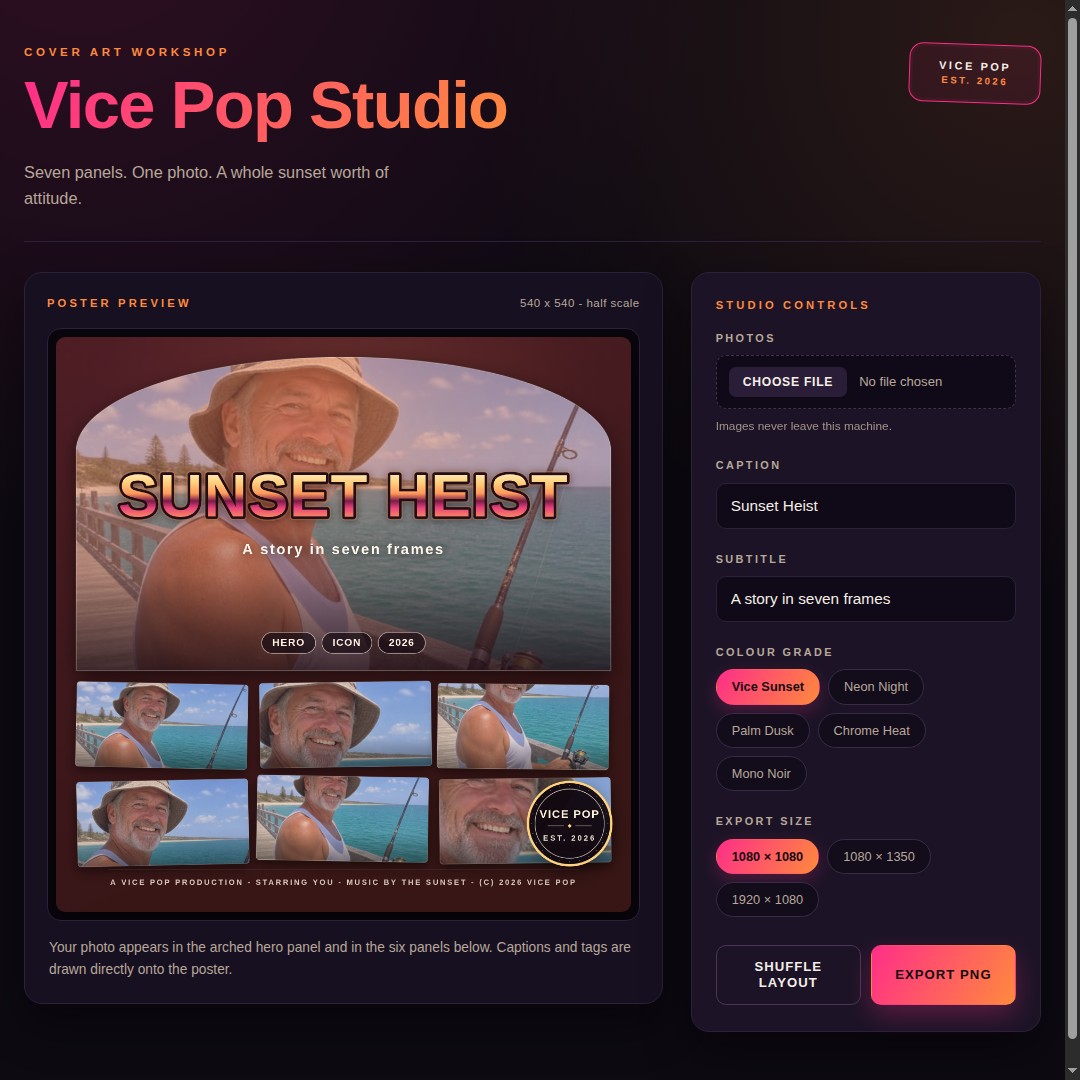 COVER ART WORKSHOP
Vice Pop Studio
Seven panels. One photo. A whole sunset worth of
attitude.
VICE POP
EST. 2026
POSTER PREVIEW
540 x 540 - half scale
SUNSET HEIST
A story in seven frames
HERO
ICON
2026
VICE POP
EST. 2026
A VICE POP PRODUCTION - STARRING YOU - MUSIC BY THE SUNSET - (C) 2026 VICE POP
Your photo appears in the arched hero panel and in the six panels below. Captions and tags are
drawn directly onto the poster.
STUDIO CONTROLS
PHOTOS
CHOOSE FILE No file chosen
Images never leave this machine.
CAPTION
Sunset Heist
SUBTITLE
A story in seven frames
COLOUR GRADE
Vice Sunset
Neon Night
Palm Dusk
Chrome Heat
Mono Noir
EXPORT SIZE
1080 × 1080
1080 × 1350
1920 × 1080
SHUFFLE
LAYOUT
EXPORT PNG